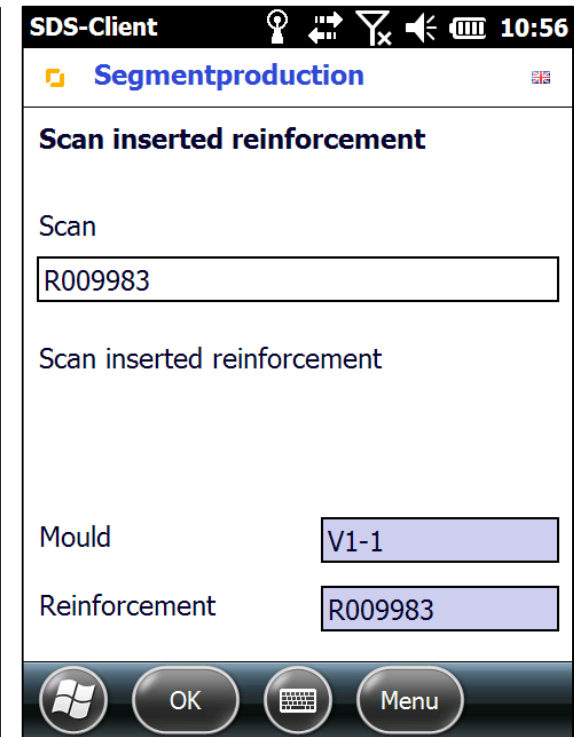 SDS-Client 10:56
Segmentproduction
Scan inserted reinforcement
Scan
R009983
Scan inserted reinforcement
Mould V1-1
Reinforcement R009983
OK Menu